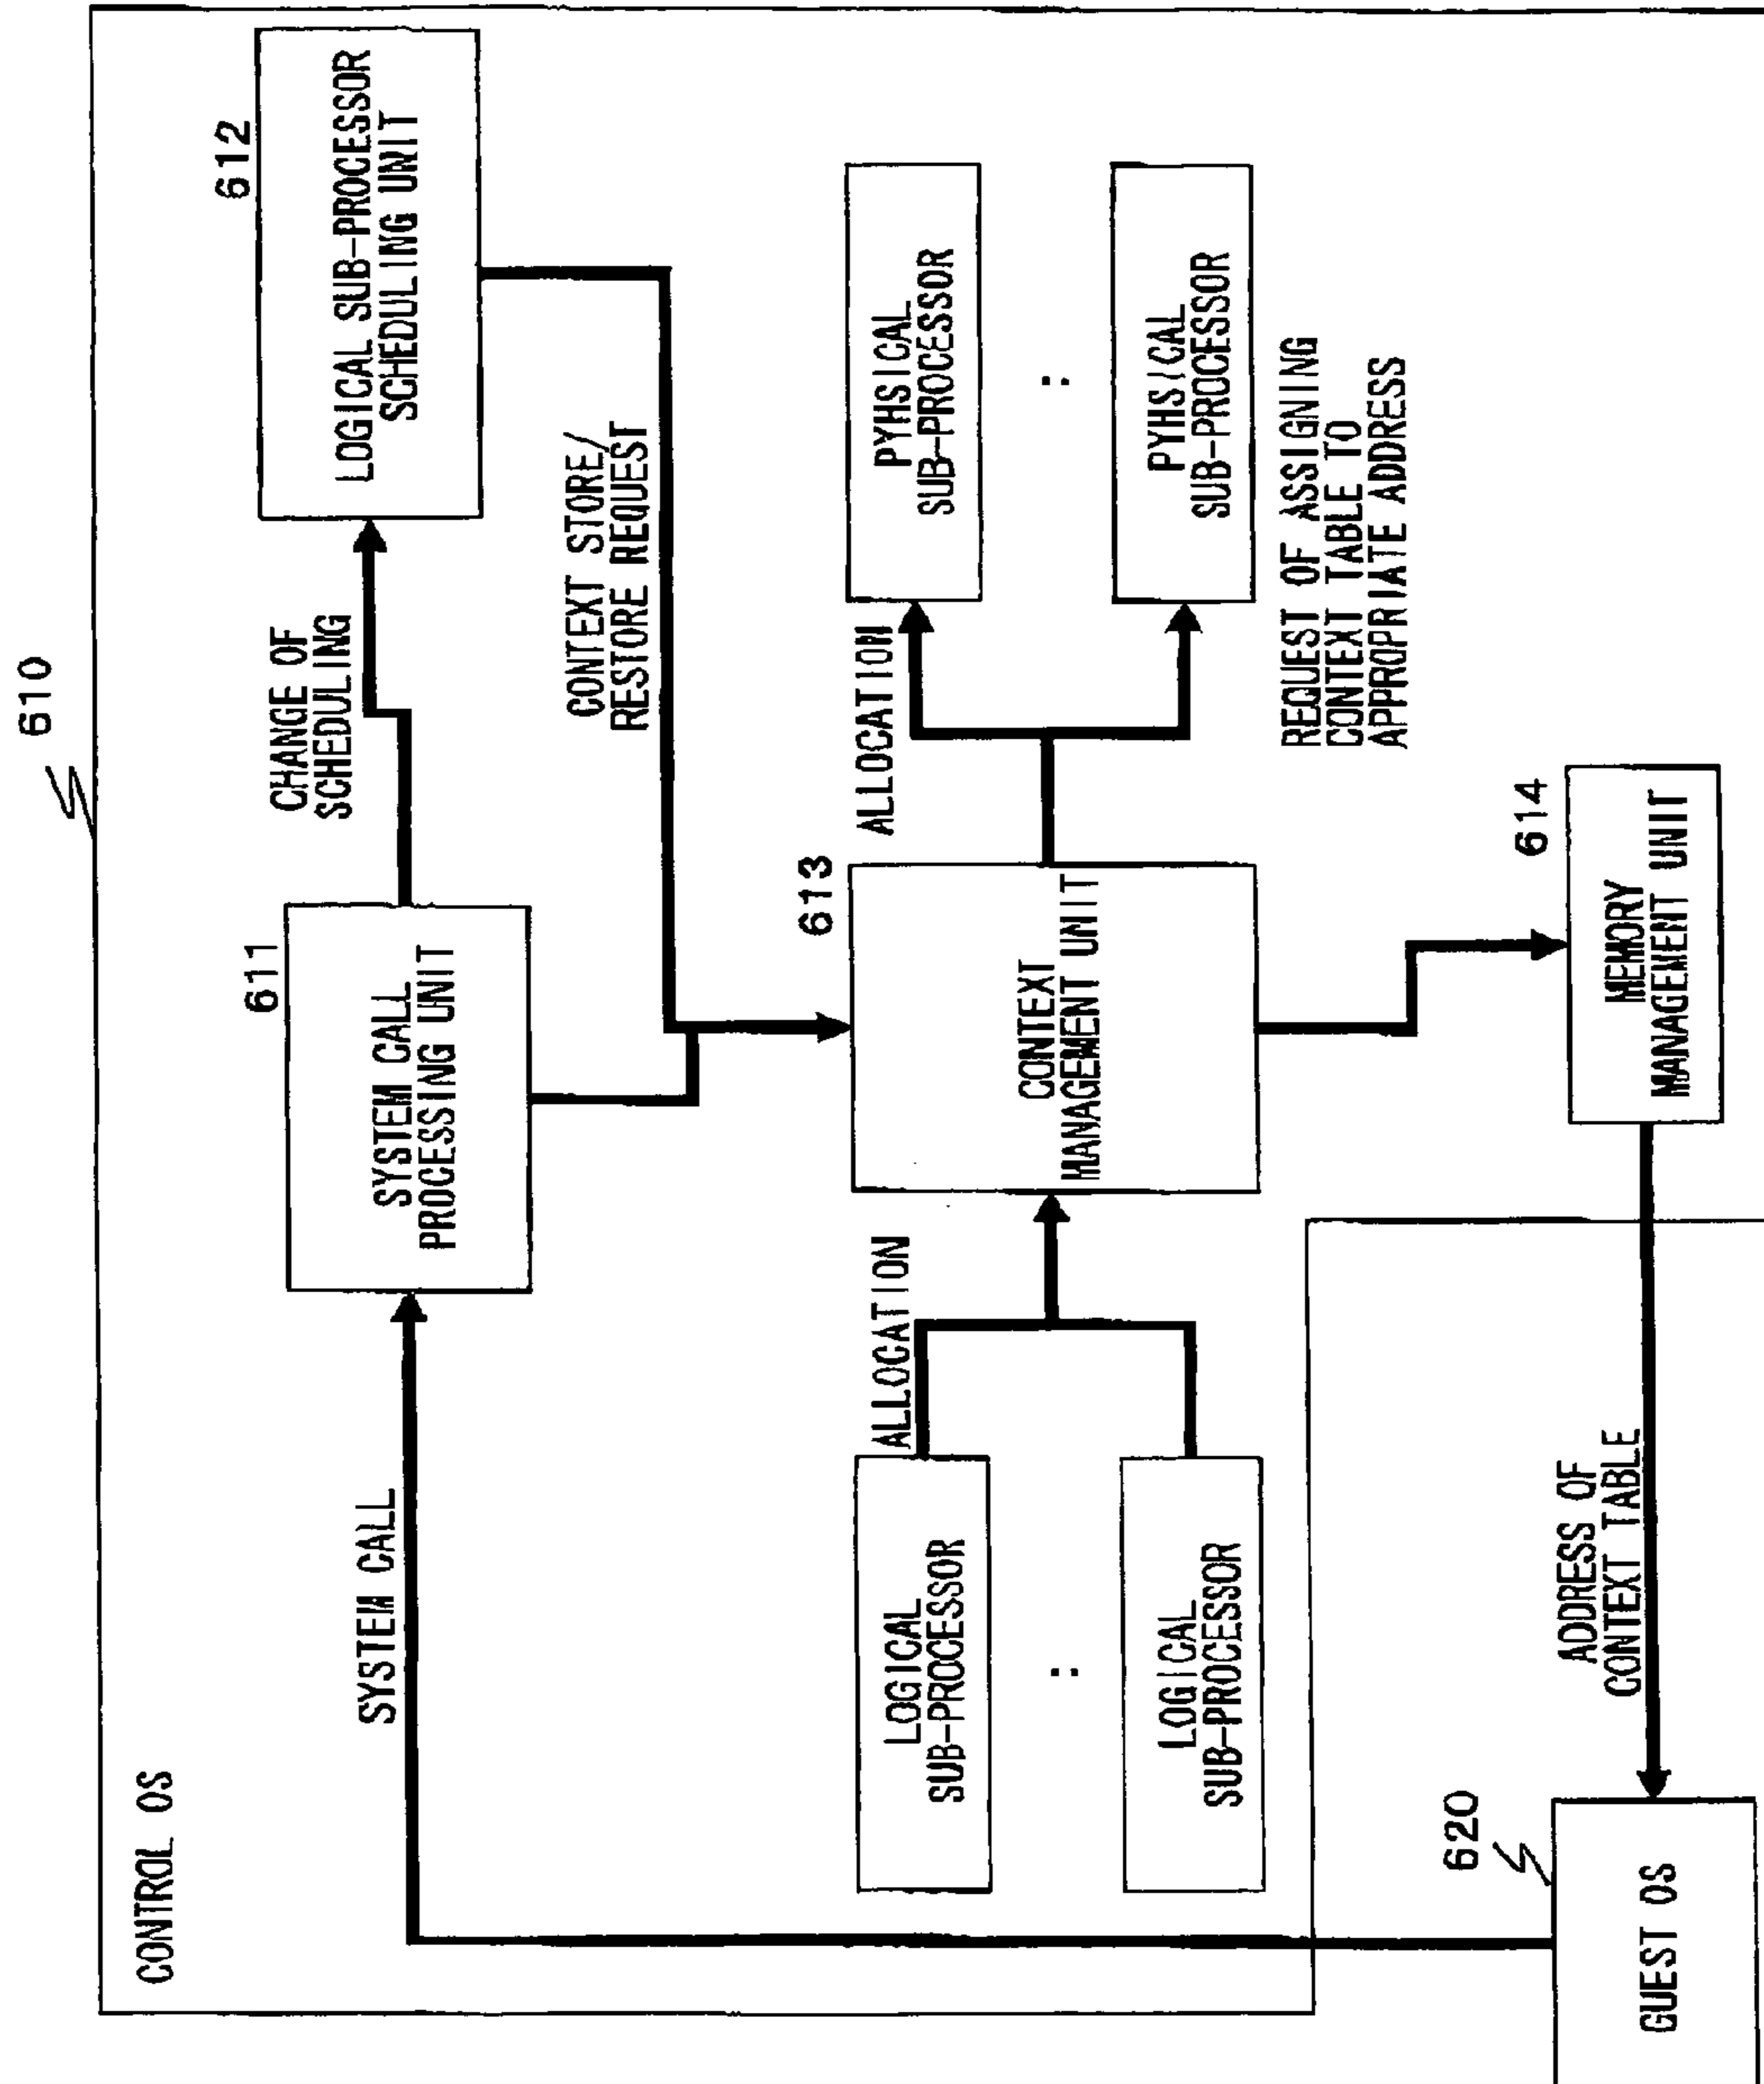 610
CONTROL OS
SYSTEM CALL
611
SYSTEM CALL
PROCESSING UNIT
CHANGE OF
SCHEDULING
612
LOGICAL SUB-PROCESSOR
SCHEDULING UNIT
CONTEXT STORE/
RESTORE REQUEST
LOGICAL
SUB-PROCESSOR
:
LOGICAL
SUB-PROCESSOR
ALLOCATION
613
CONTEXT
MANAGEMENT UNIT
ALLOCATION
PYHSICAL
SUB-PROCESSOR
:
PYHSICAL
SUB-PROCESSOR
REQUEST OF ASSIGNING
CONTEXT TABLE TO
APPROPRIATE ADDRESS
614
MEMORY
MANAGEMENT UNIT
ADDRESS OF
CONTEXT TABLE
620
GUEST OS